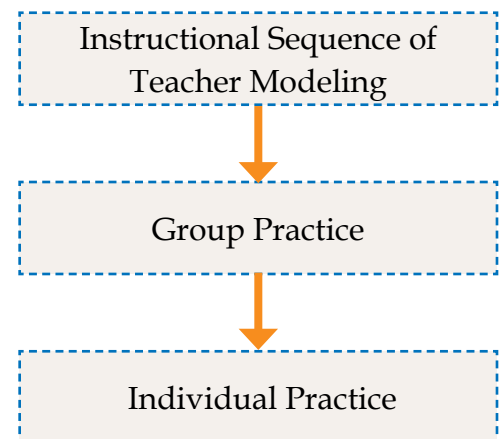 Instructional Sequence of
Teacher Modeling
Group Practice
Individual Practice